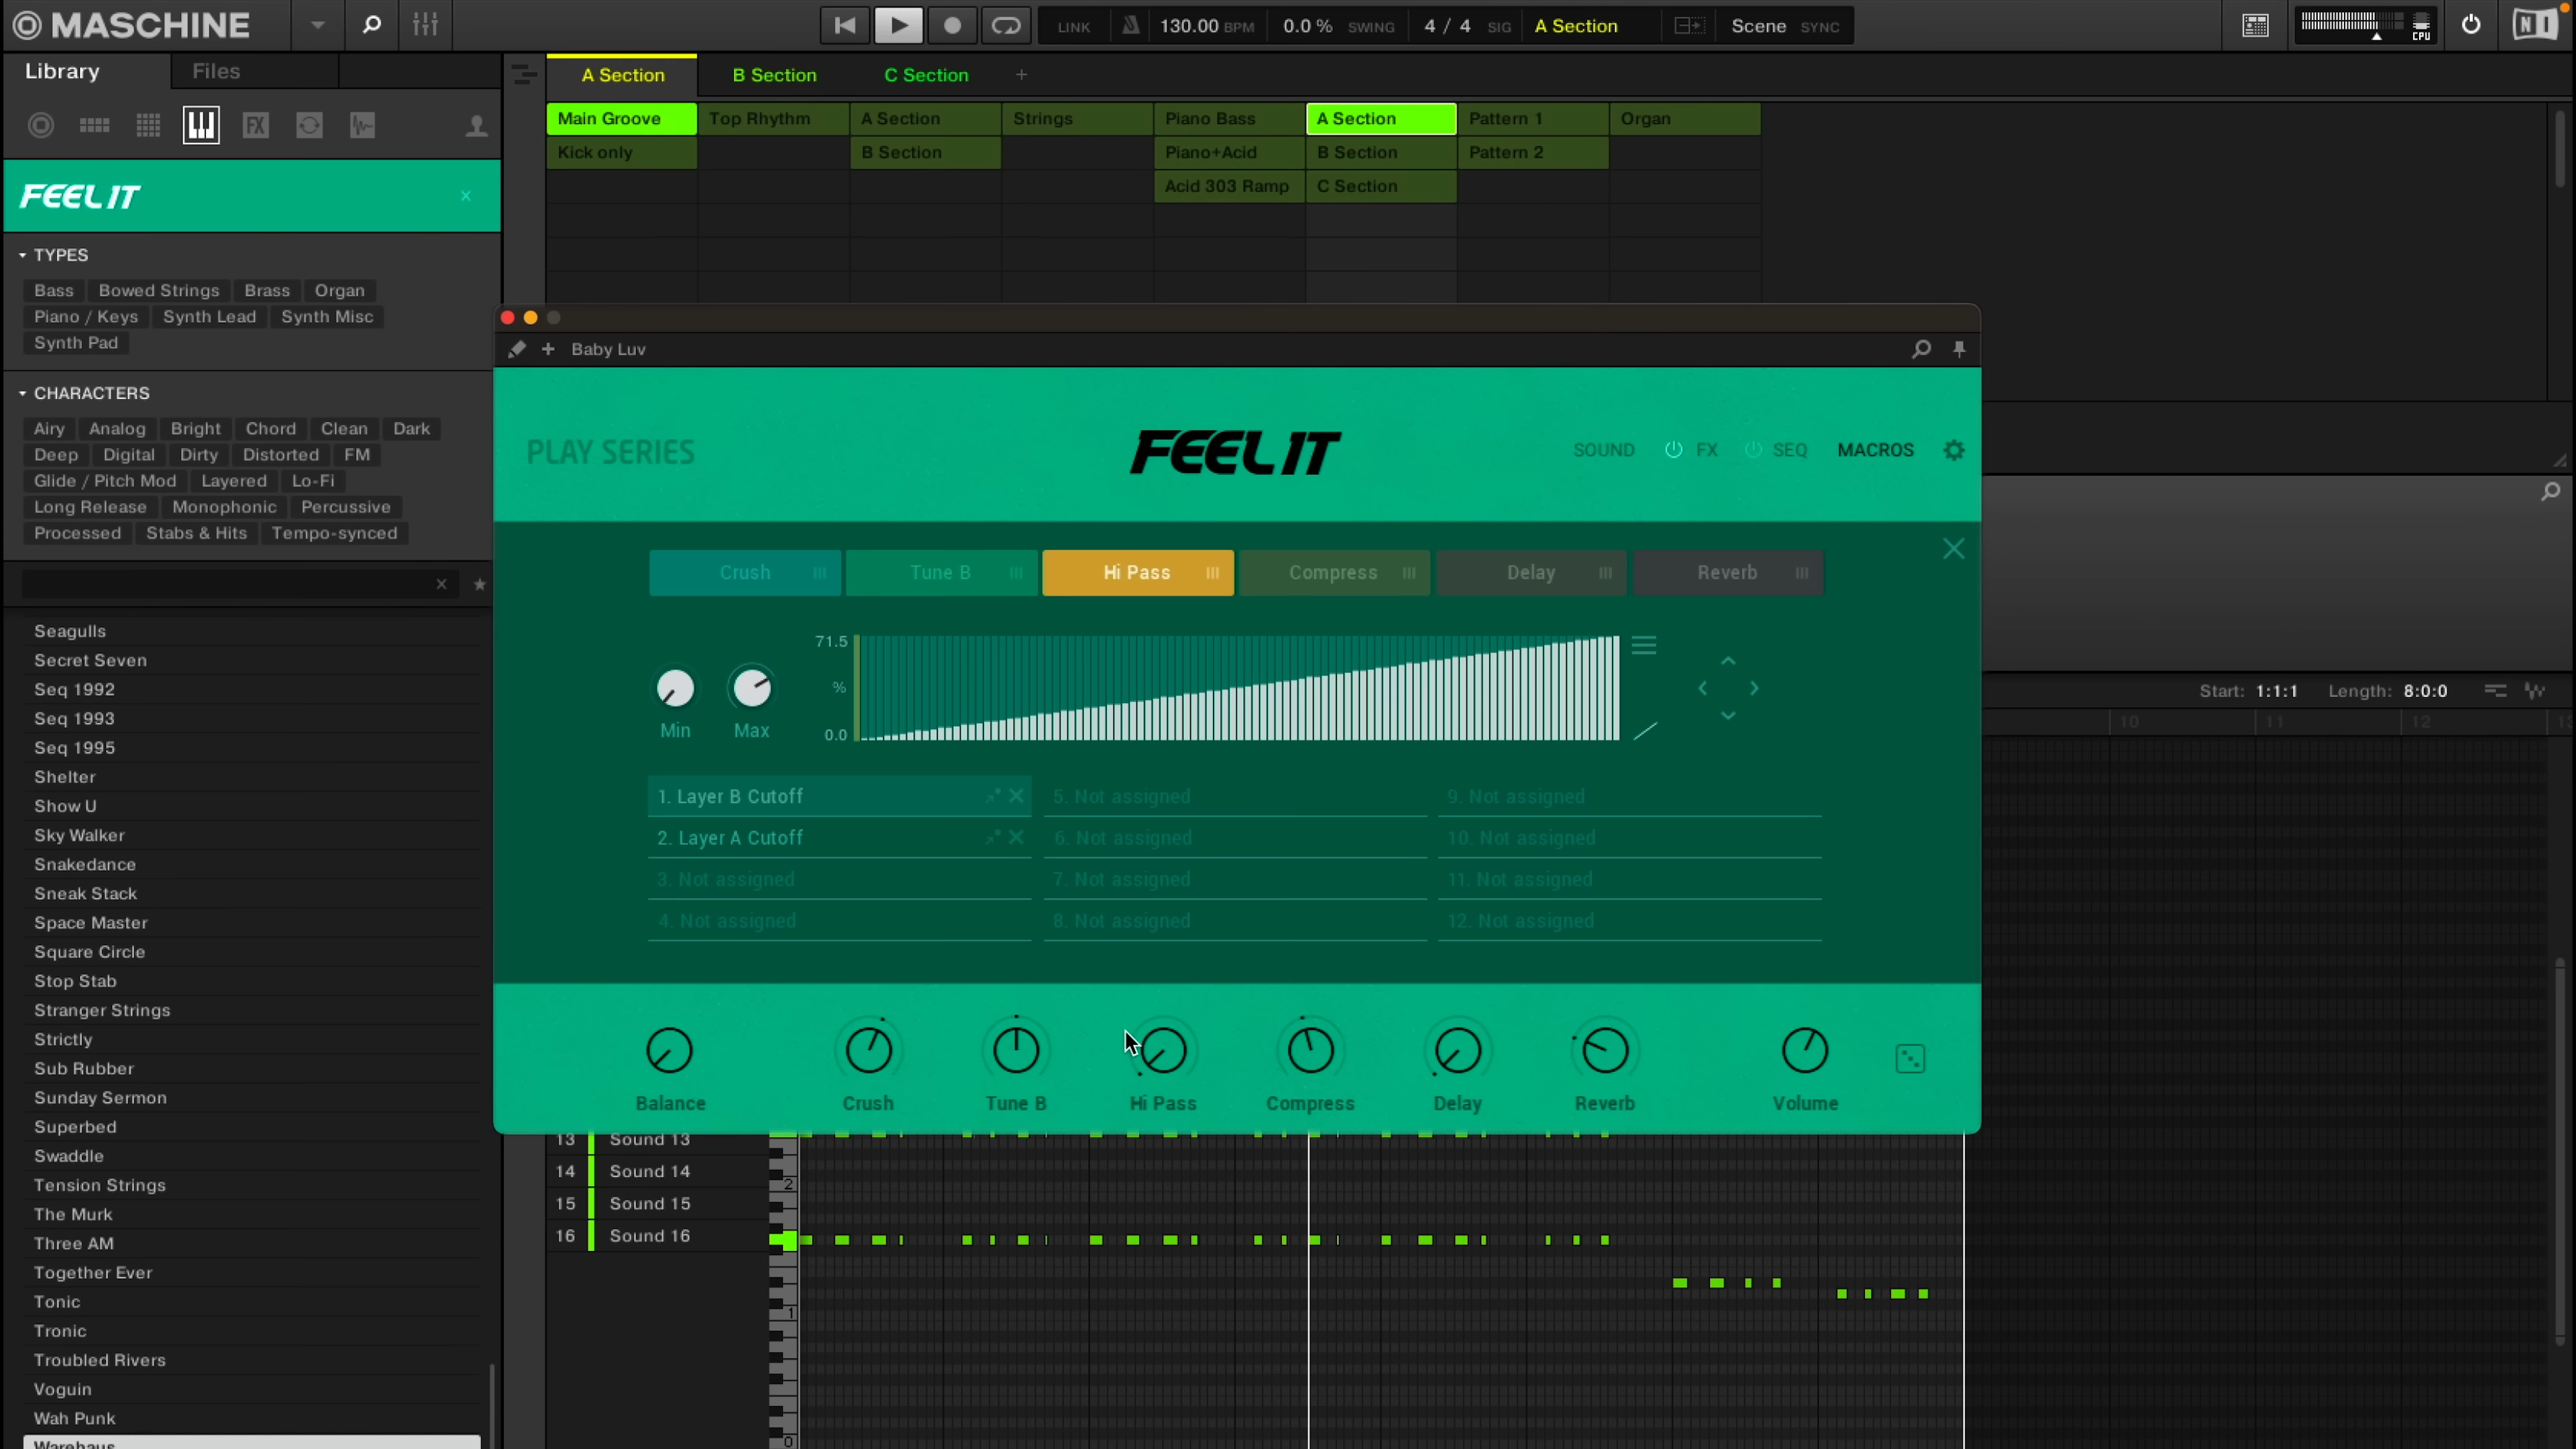 MASCHINE
LINK 130.00 BPM 0.0 % SWING 4 / 4 SIG A Section Scene SYNC CPU NI
Library Files
A Section B Section C Section +
Main Groove Top Rhythm A Section Strings Piano Bass A Section Pattern 1 Organ
Kick only B Section Piano+Acid B Section Pattern 2
Acid 303 Ramp C Section
FX
FEEL IT ×
TYPES
Bass Bowed Strings Brass Organ
Piano / Keys Synth Lead Synth Misc
Synth Pad
CHARACTERS
Airy Analog Bright Chord Clean Dark
Deep Digital Dirty Distorted FM
Glide / Pitch Mod Layered Lo-Fi
Long Release Monophonic Percussive
Processed Stabs & Hits Tempo-synced
Seagulls
Secret Seven
Seq 1992
Seq 1993
Seq 1995
Shelter
Show U
Sky Walker
Snakedance
Sneak Stack
Space Master
Square Circle
Stop Stab
Stranger Strings
Strictly
Sub Rubber
Sunday Sermon
Superbed
Swaddle
Tension Strings
The Murk
Three AM
Together Ever
Tonic
Tronic
Troubled Rivers
Voguin
Wah Punk
Warehaus
Baby Luv
PLAY SERIES FEEL IT SOUND FX SEQ MACROS
Crush Tune B Hi Pass Compress Delay Reverb
71.5
%
0.0
Min Max
1. Layer B Cutoff 5. Not assigned 9. Not assigned
2. Layer A Cutoff 6. Not assigned 10. Not assigned
3. Not assigned 7. Not assigned 11. Not assigned
4. Not assigned 8. Not assigned 12. Not assigned
Balance Crush Tune B Hi Pass Compress Delay Reverb Volume
Start: 1:1:1 Length: 8:0:0
10 11 12
13 Sound 13
14 Sound 14
15 Sound 15
16 Sound 16
2
1
0